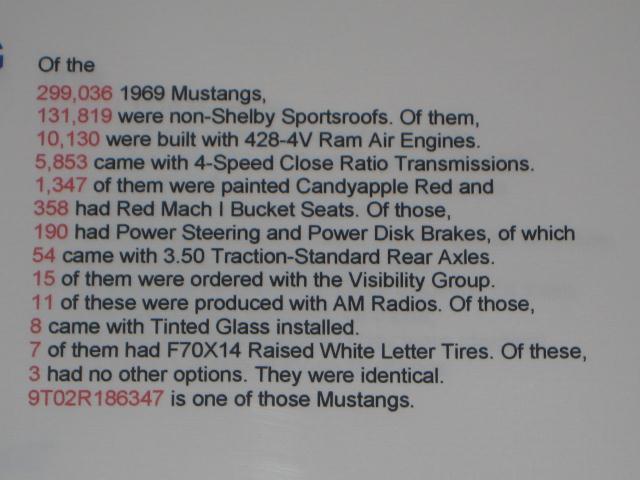 Of the
299,036 1969 Mustangs,
131,819 were non-Shelby Sportsroofs. Of them,
10,130 were built with 428-4V Ram Air Engines.
5,853 came with 4-Speed Close Ratio Transmissions.
1,347 of them were painted Candyapple Red and
358 had Red Mach I Bucket Seats. Of those,
190 had Power Steering and Power Disk Brakes, of which
54 came with 3.50 Traction-Standard Rear Axles.
15 of them were ordered with the Visibility Group.
11 of these were produced with AM Radios. Of those,
8 came with Tinted Glass installed.
7 of them had F70X14 Raised White Letter Tires. Of these,
3 had no other options. They were identical.
9T02R186347 is one of those Mustangs.